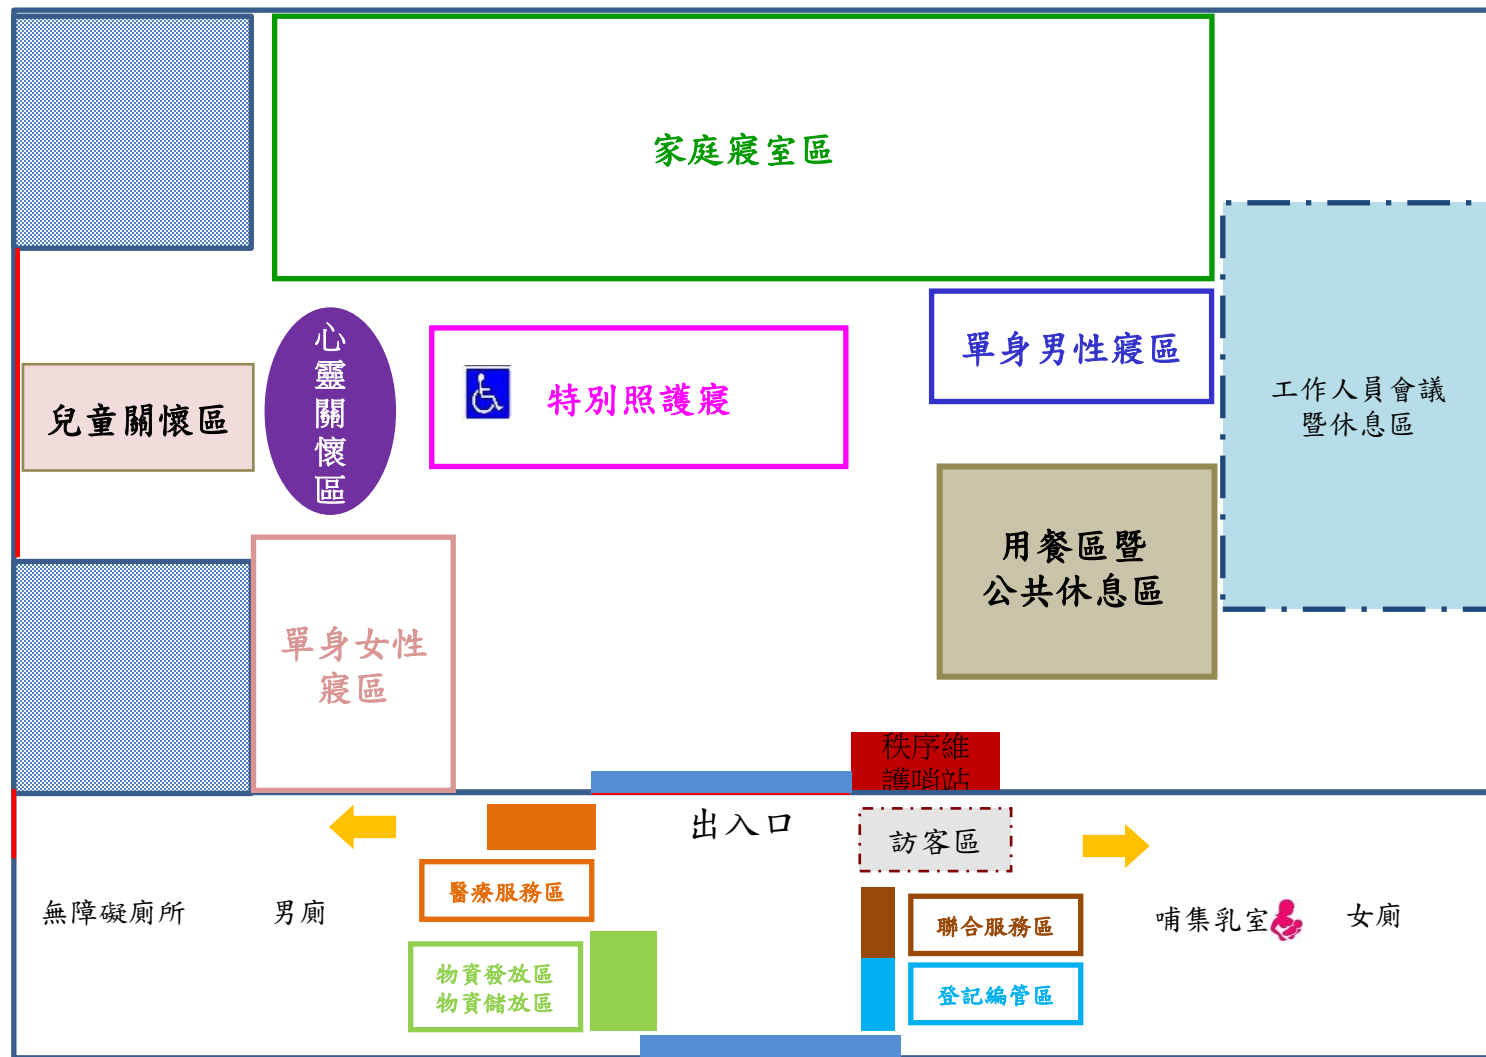 家庭寢室區
心靈關懷區
特別照護寢
單身男性寢區
兒童關懷區
工作人員會議
暨休息區
用餐區暨
公共休息區
單身女性
寢區
秩序維
護哨站
出入口
訪客區
醫療服務區
無障礙廁所
男廁
聯合服務區
哺集乳室
女廁
物資發放區
物資儲放區
登記編管區